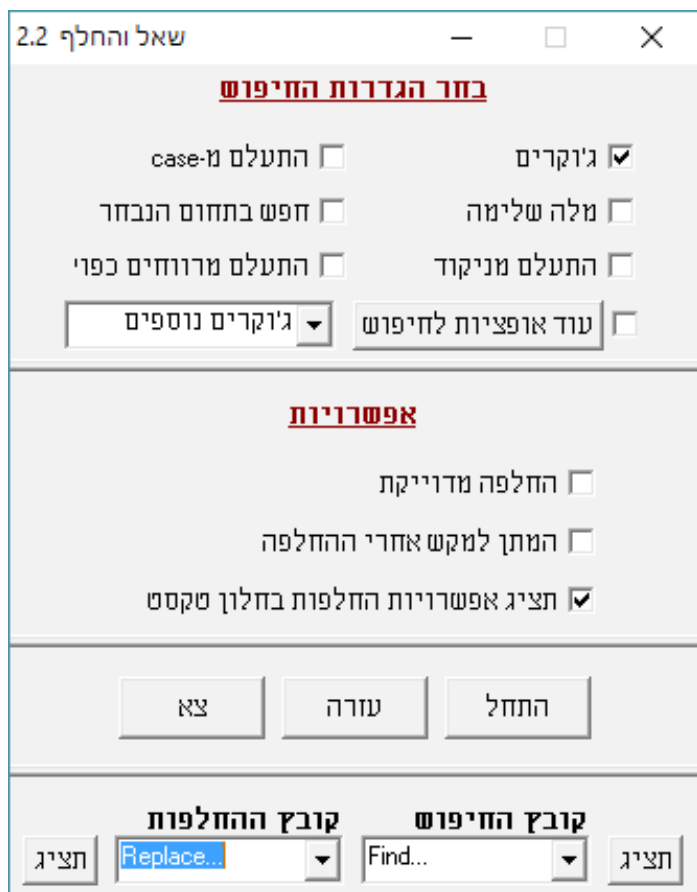 שאל והחלף 2.2
בחר הגדרות החיפוש
ג'וקרים התעלם מ-case
מלה שלימה חפש בתחום הנבחר
התעלם מניקוד התעלם מרווחים כפוי
עוד אופציות לחיפוש ג'וקרים נוספים
אפשרויות
החלפה מדוייקת
המתן למקש אחרי ההחלפה
תציג אפשרויות החלפות בחלון טקסט
התחל עזרה צא
קובץ החיפוש קובץ ההחלפות
תציג Find... Replace... תציג